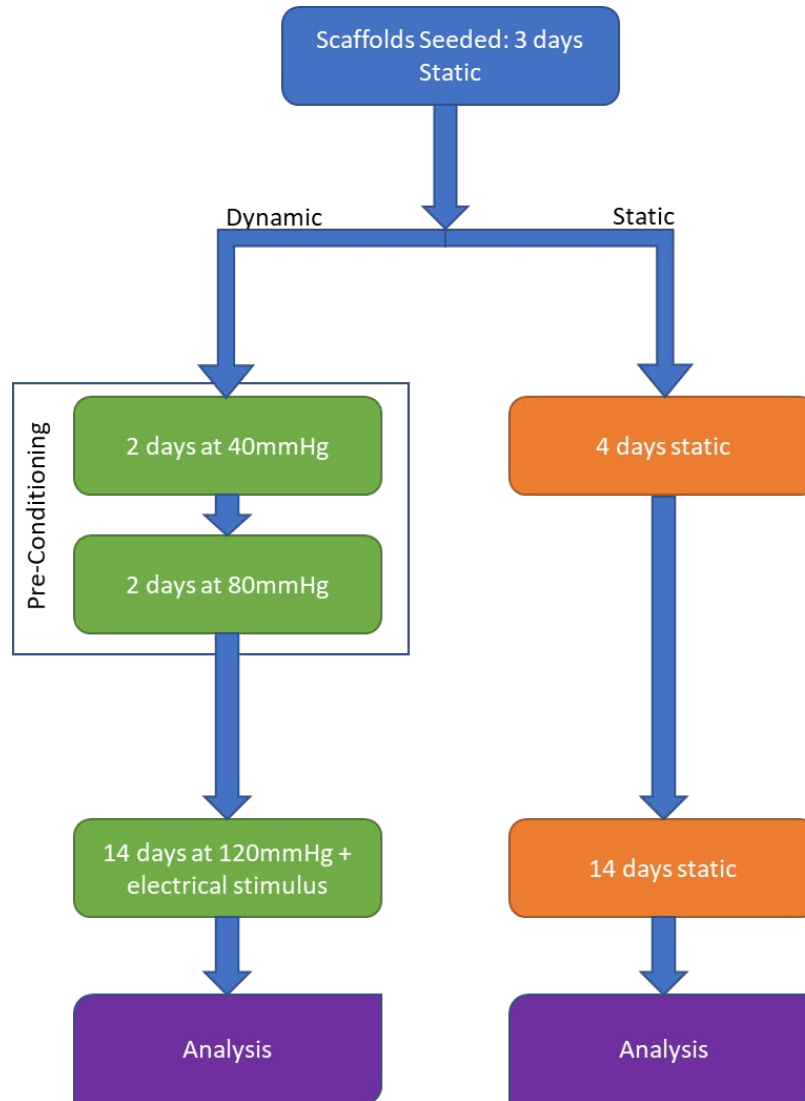 Scaffolds Seeded: 3 days
Static
Dynamic
Static
Pre-Conditioning
2 days at 40mmHg
4 days static
2 days at 80mmHg
14 days at 120mmHg +
electrical stimulus
14 days static
Analysis
Analysis